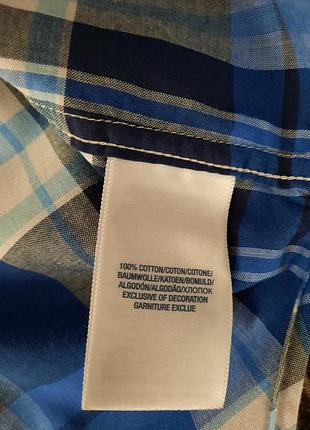 100% COTTON/COTON/COTONE/
BAUMWOLLE/KATOEN/BOMULD/
ALGODÓN/ALGODÃO/ХЛОПОК
EXCLUSIVE OF DECORATION
GARNITURE EXCLUE